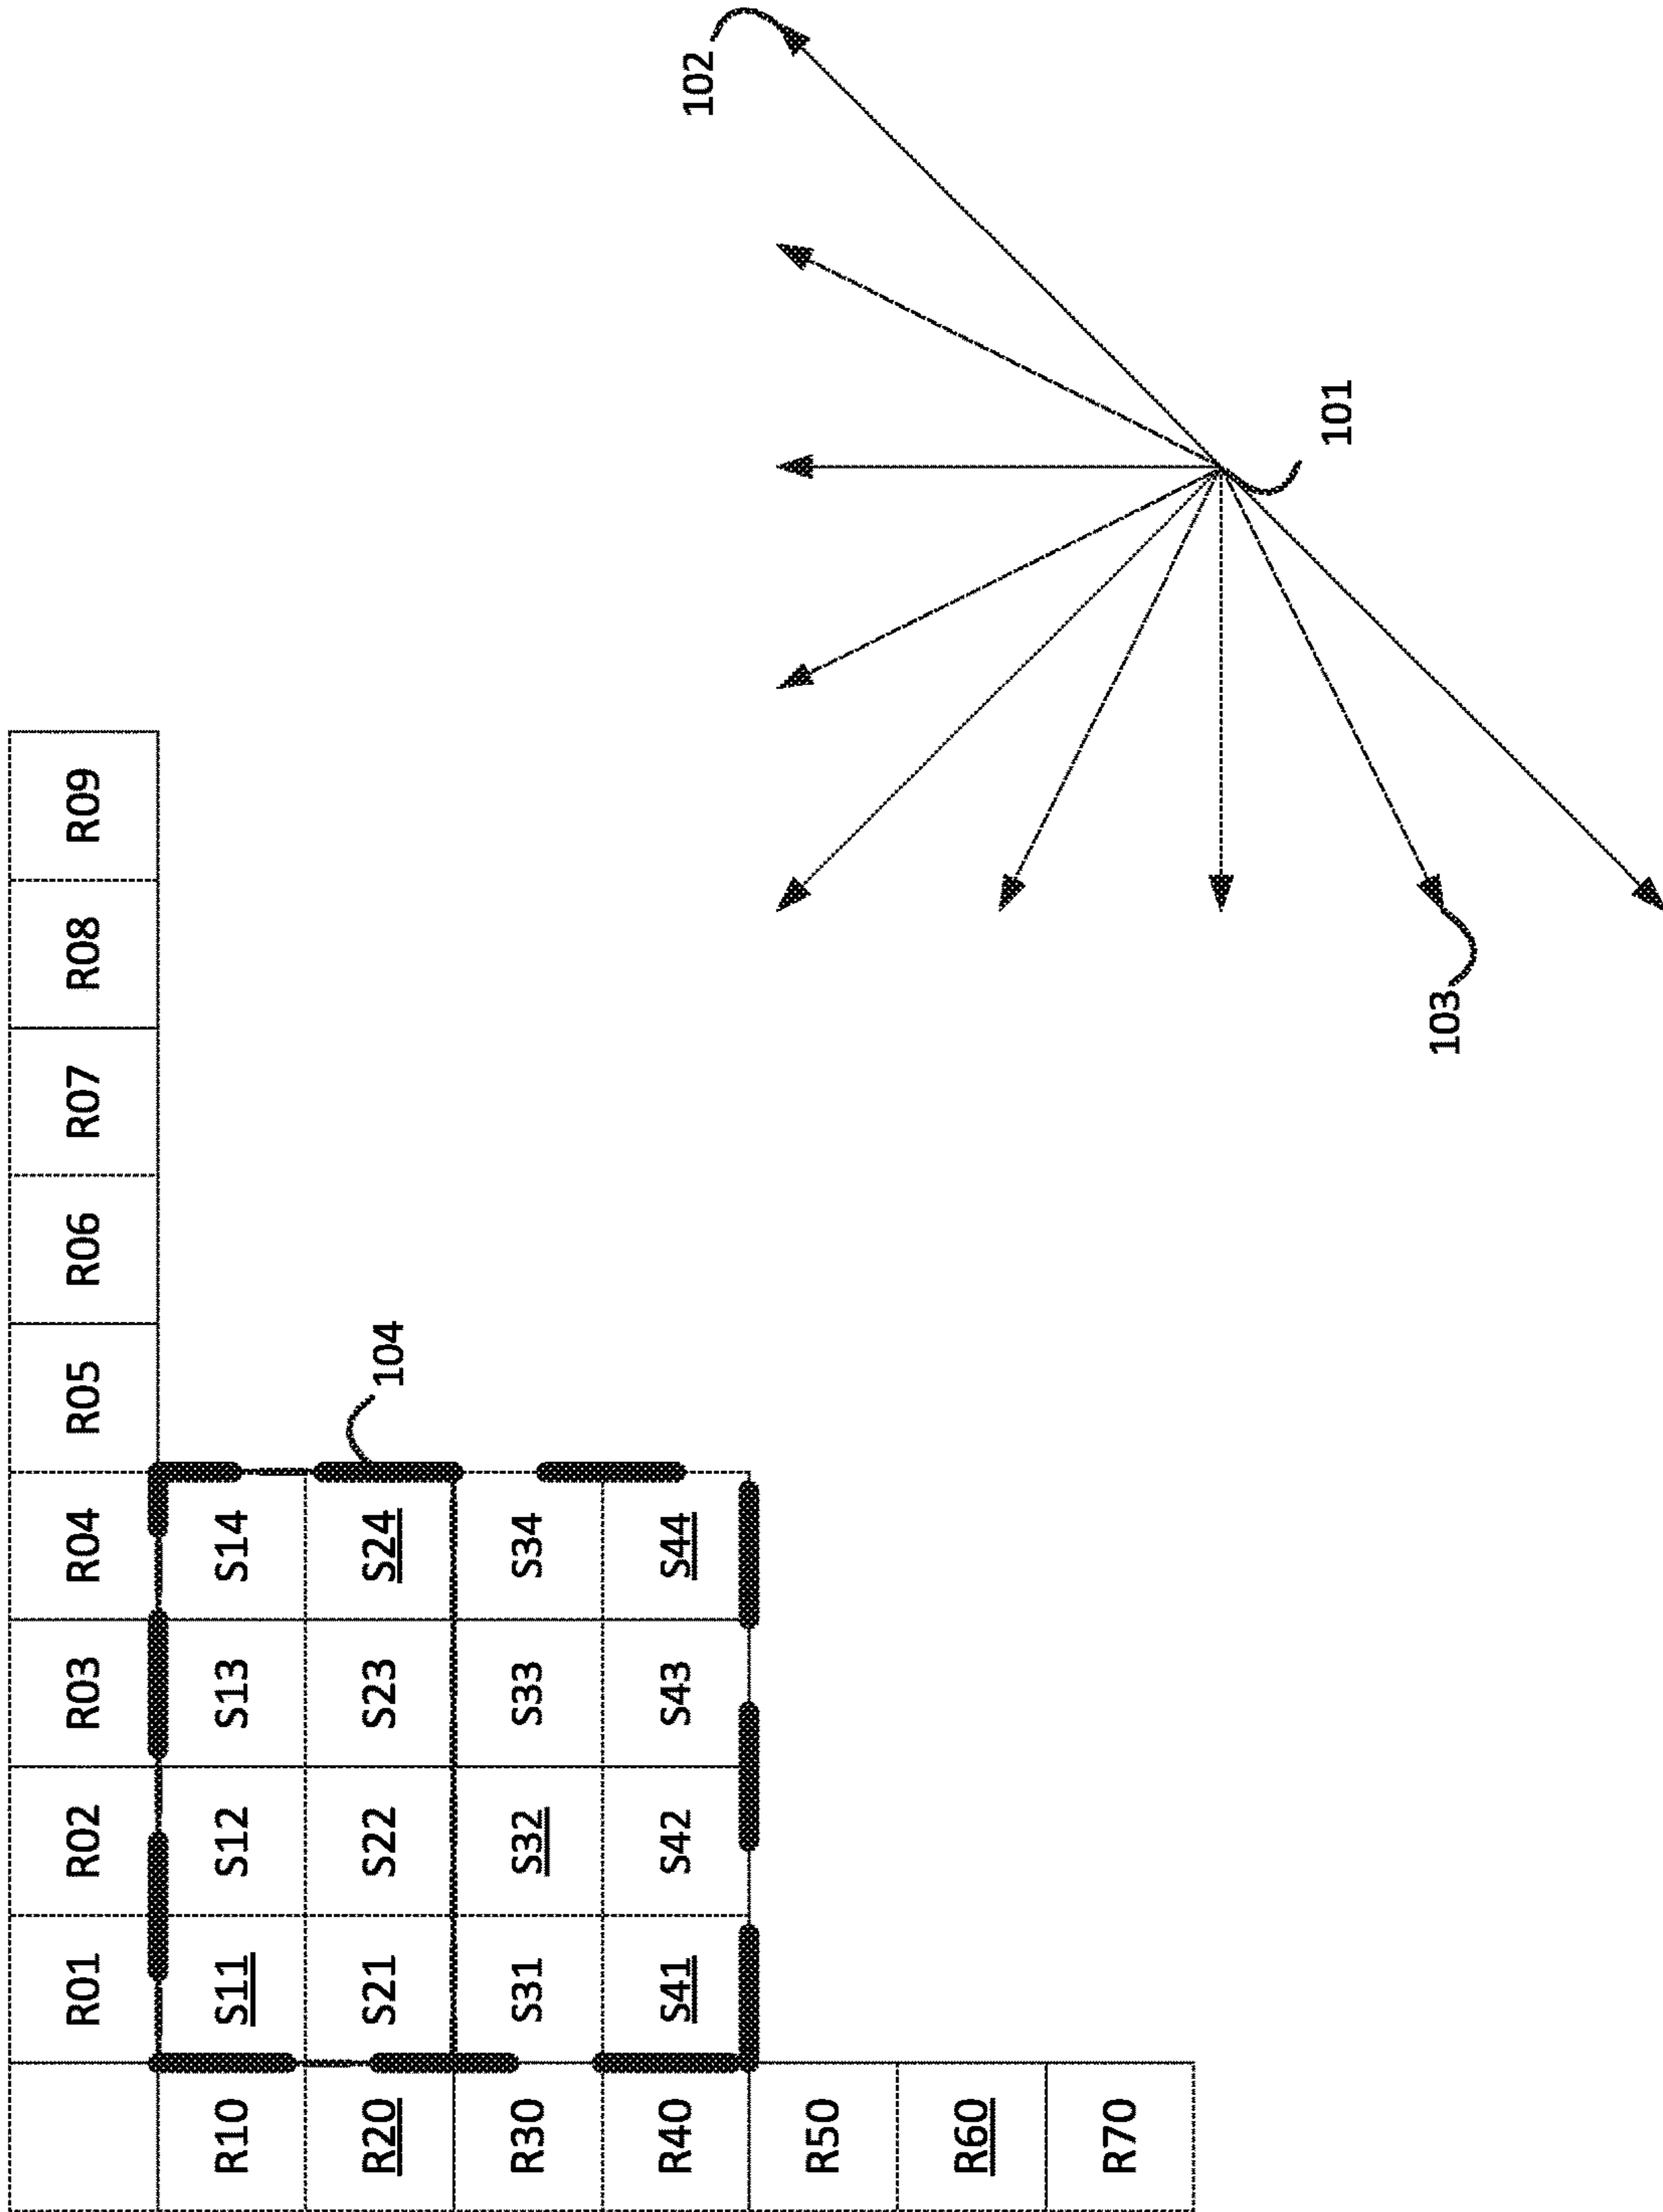 R01 R02 R03 R04 R05 R06 R07 R08 R09
R10 S11 S12 S13 S14
R20 S21 S22 S23 S24
104
R30 S31 S32 S33 S34
R40 S41 S42 S43 S44
R50
R60
R70
102
101
103